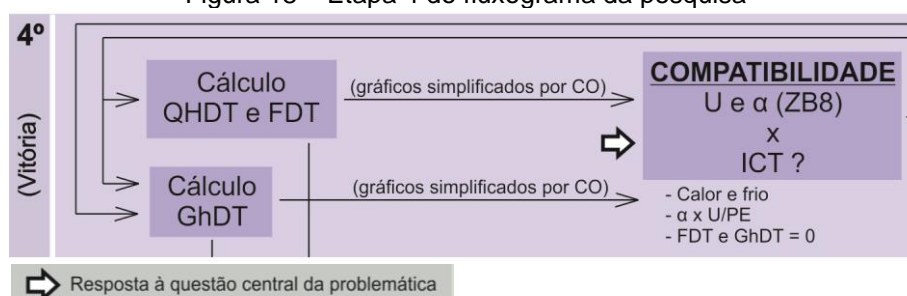 Figura 18 – Etapa 4 do fluxograma da pesquisa
4º
(Vitória)
Cálculo
QHDT e FDT
(gráficos simplificados por CO)
COMPATIBILIDADE
U e α (ZB8)
x
ICT ?
Cálculo
GhDT
(gráficos simplificados por CO)
- Calor e frio
- α x U/PE
- FDT e GhDT = 0
Resposta à questão central da problemática